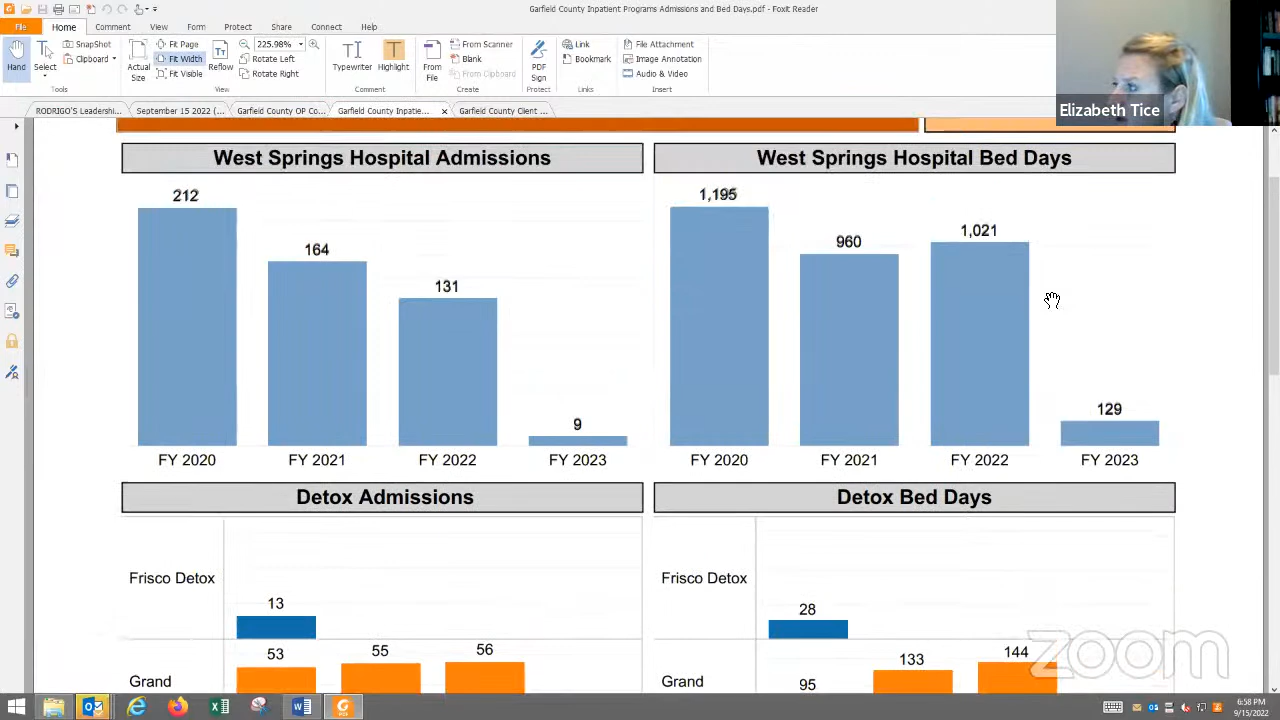 Garfield County Inpatient Programs Admissions and Bed Days.pdf - Foxit Reader
File Home Comment View Form Protect Share Connect Help
Hand
Select
SnapShot
Clipboard
Tools
Actual Size
Fit Page
Fit Width
Fit Visible
Reflow
225.98%
Rotate Left
Rotate Right
View
Typewriter
Highlight
Comment
From File
From Scanner
Blank
From Clipboard
Create
PDF Sign
Protect
Link
Bookmark
Links
File Attachment
Image Annotation
Audio & Video
Insert
Elizabeth Tice
RODRIGO'S Leadershi... September 15 2022 (... Garfield County OP Co... Garfield County Inpatie... Garfield County Client ...
West Springs Hospital Admissions
212
164
131
9
FY 2020 FY 2021 FY 2022 FY 2023
West Springs Hospital Bed Days
1,195
960
1,021
129
FY 2020 FY 2021 FY 2022 FY 2023
Detox Admissions
Frisco Detox
13
Grand
53 55 56
Detox Bed Days
Frisco Detox
28
Grand
95 133 144
zoom
6:58 PM
9/15/2022